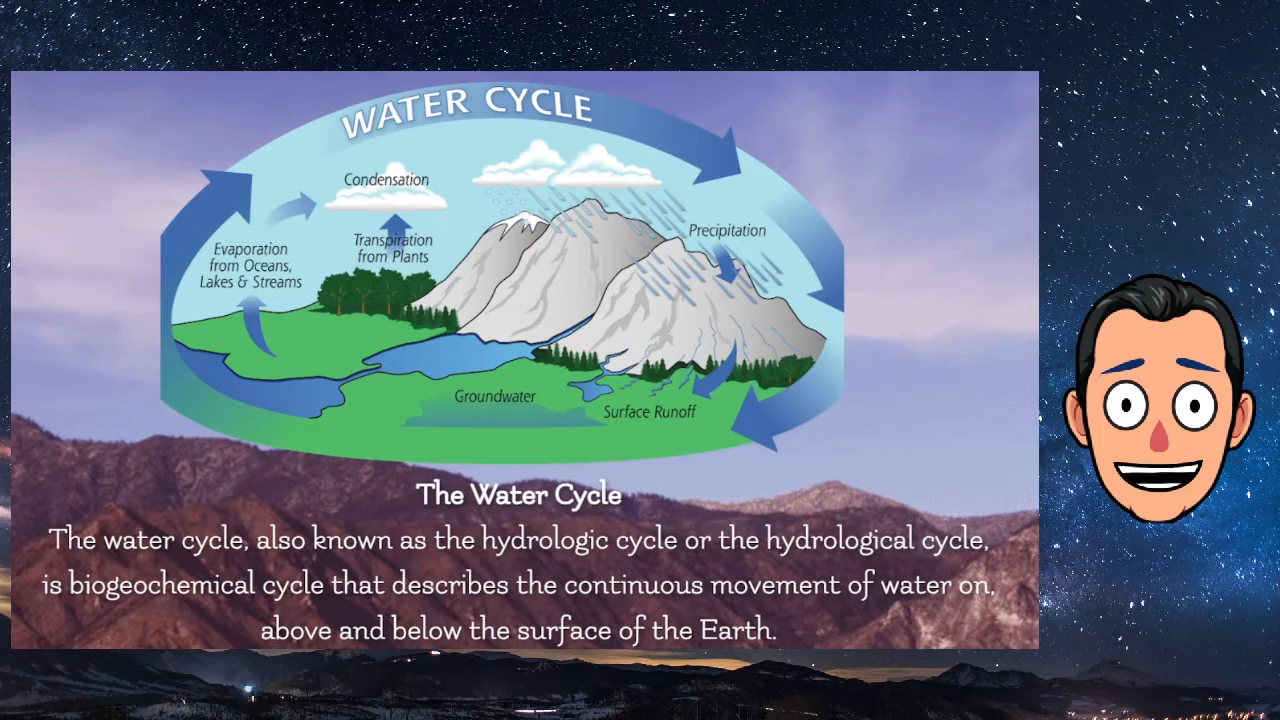 WATER CYCLE
Condensation
Precipitation
Evaporation
from Oceans,
Lakes & Streams
Transpiration
from Plants
Groundwater
Surface Runoff
The Water Cycle
The water cycle, also known as the hydrologic cycle or the hydrological cycle,
is biogeochemical cycle that describes the continuous movement of water on,
above and below the surface of the Earth.